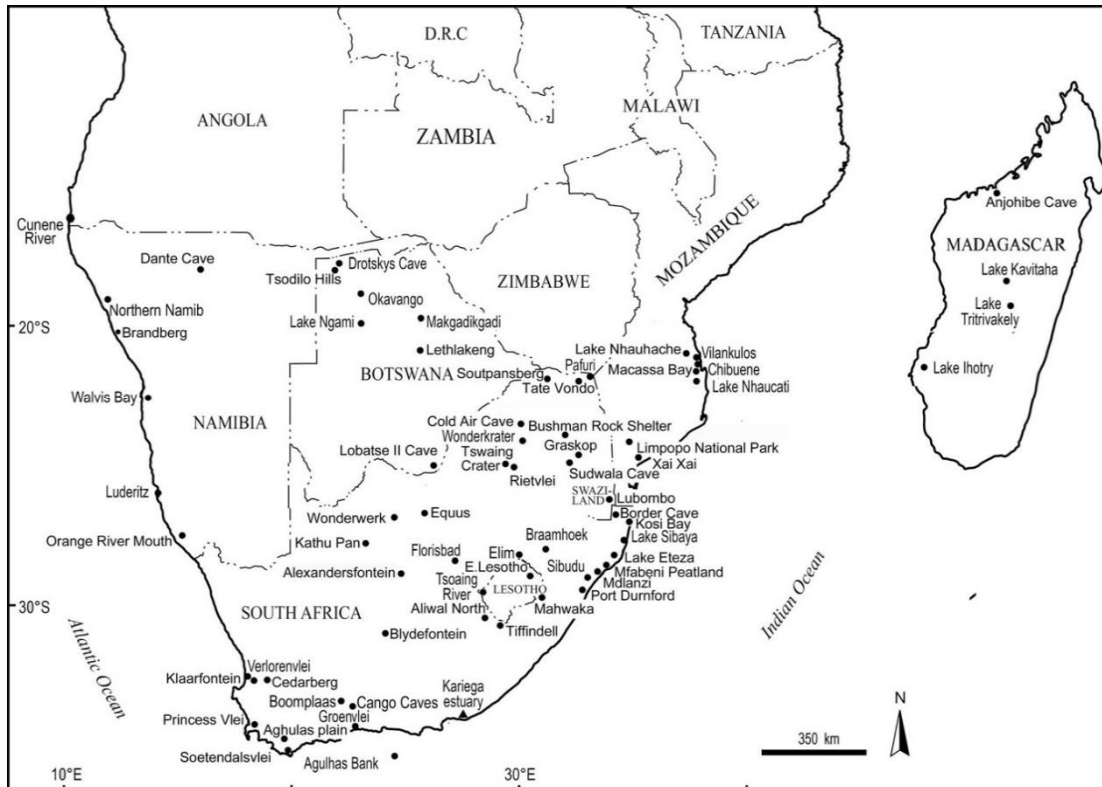 D.R.C
TANZANIA
MALAWI
ANGOLA
ZAMBIA
Anjohibe Cave
Cunene
River
MOZAMBIQUE
MADAGASCAR
Dante Cave
Drotskys Cave
Tsodilo Hills
ZIMBABWE
Lake Kavitaha
Okavango
Northern Namib
Lake
Tritrivakely
Lake Ngami
Makgadikgadi
20°S
Brandberg
Lethlakeng
Lake Nhauhache
Vilankulos
Pafuri
Macassa Bay
Chibuene
Lake Ihotry
BOTSWANA
Soutpansberg
Tate Vondo
Lake Nhaucati
Walvis Bay
NAMIBIA
Cold Air Cave
Bushman Rock Shelter
Wonderkrater
Graskop
Limpopo National Park
Lobatse II Cave
Tswaing
Crater
Xai Xai
Rietvlei
Sudwala Cave
Luderitz
SWAZI-
LAND
Lubombo
Wonderwerk
Equus
Border Cave
Kosi Bay
Orange River Mouth
Kathu Pan
Braamhoek
Lake Sibaya
Florisbad
Elim
Sibudu
Lake Eteza
E.Lesotho
Alexandersfontein
Mfabeni Peatland
Tsoaing
River
LESOTHO
Mdlanzi
Port Durnford
30°S
SOUTH AFRICA
Aliwal North
Mahwaka
Tiffindell
Blydefontein
Atlantic Ocean
Indian Ocean
Verlorenvlei
Klaarfontein
Cedarberg
Kariega
estuary
Boomplaas
Cango Caves
N
Princess Vlei
Groenvlei
Aghulas plain
350 km
Soetendalsvlei
Agulhas Bank
10°E
30°E